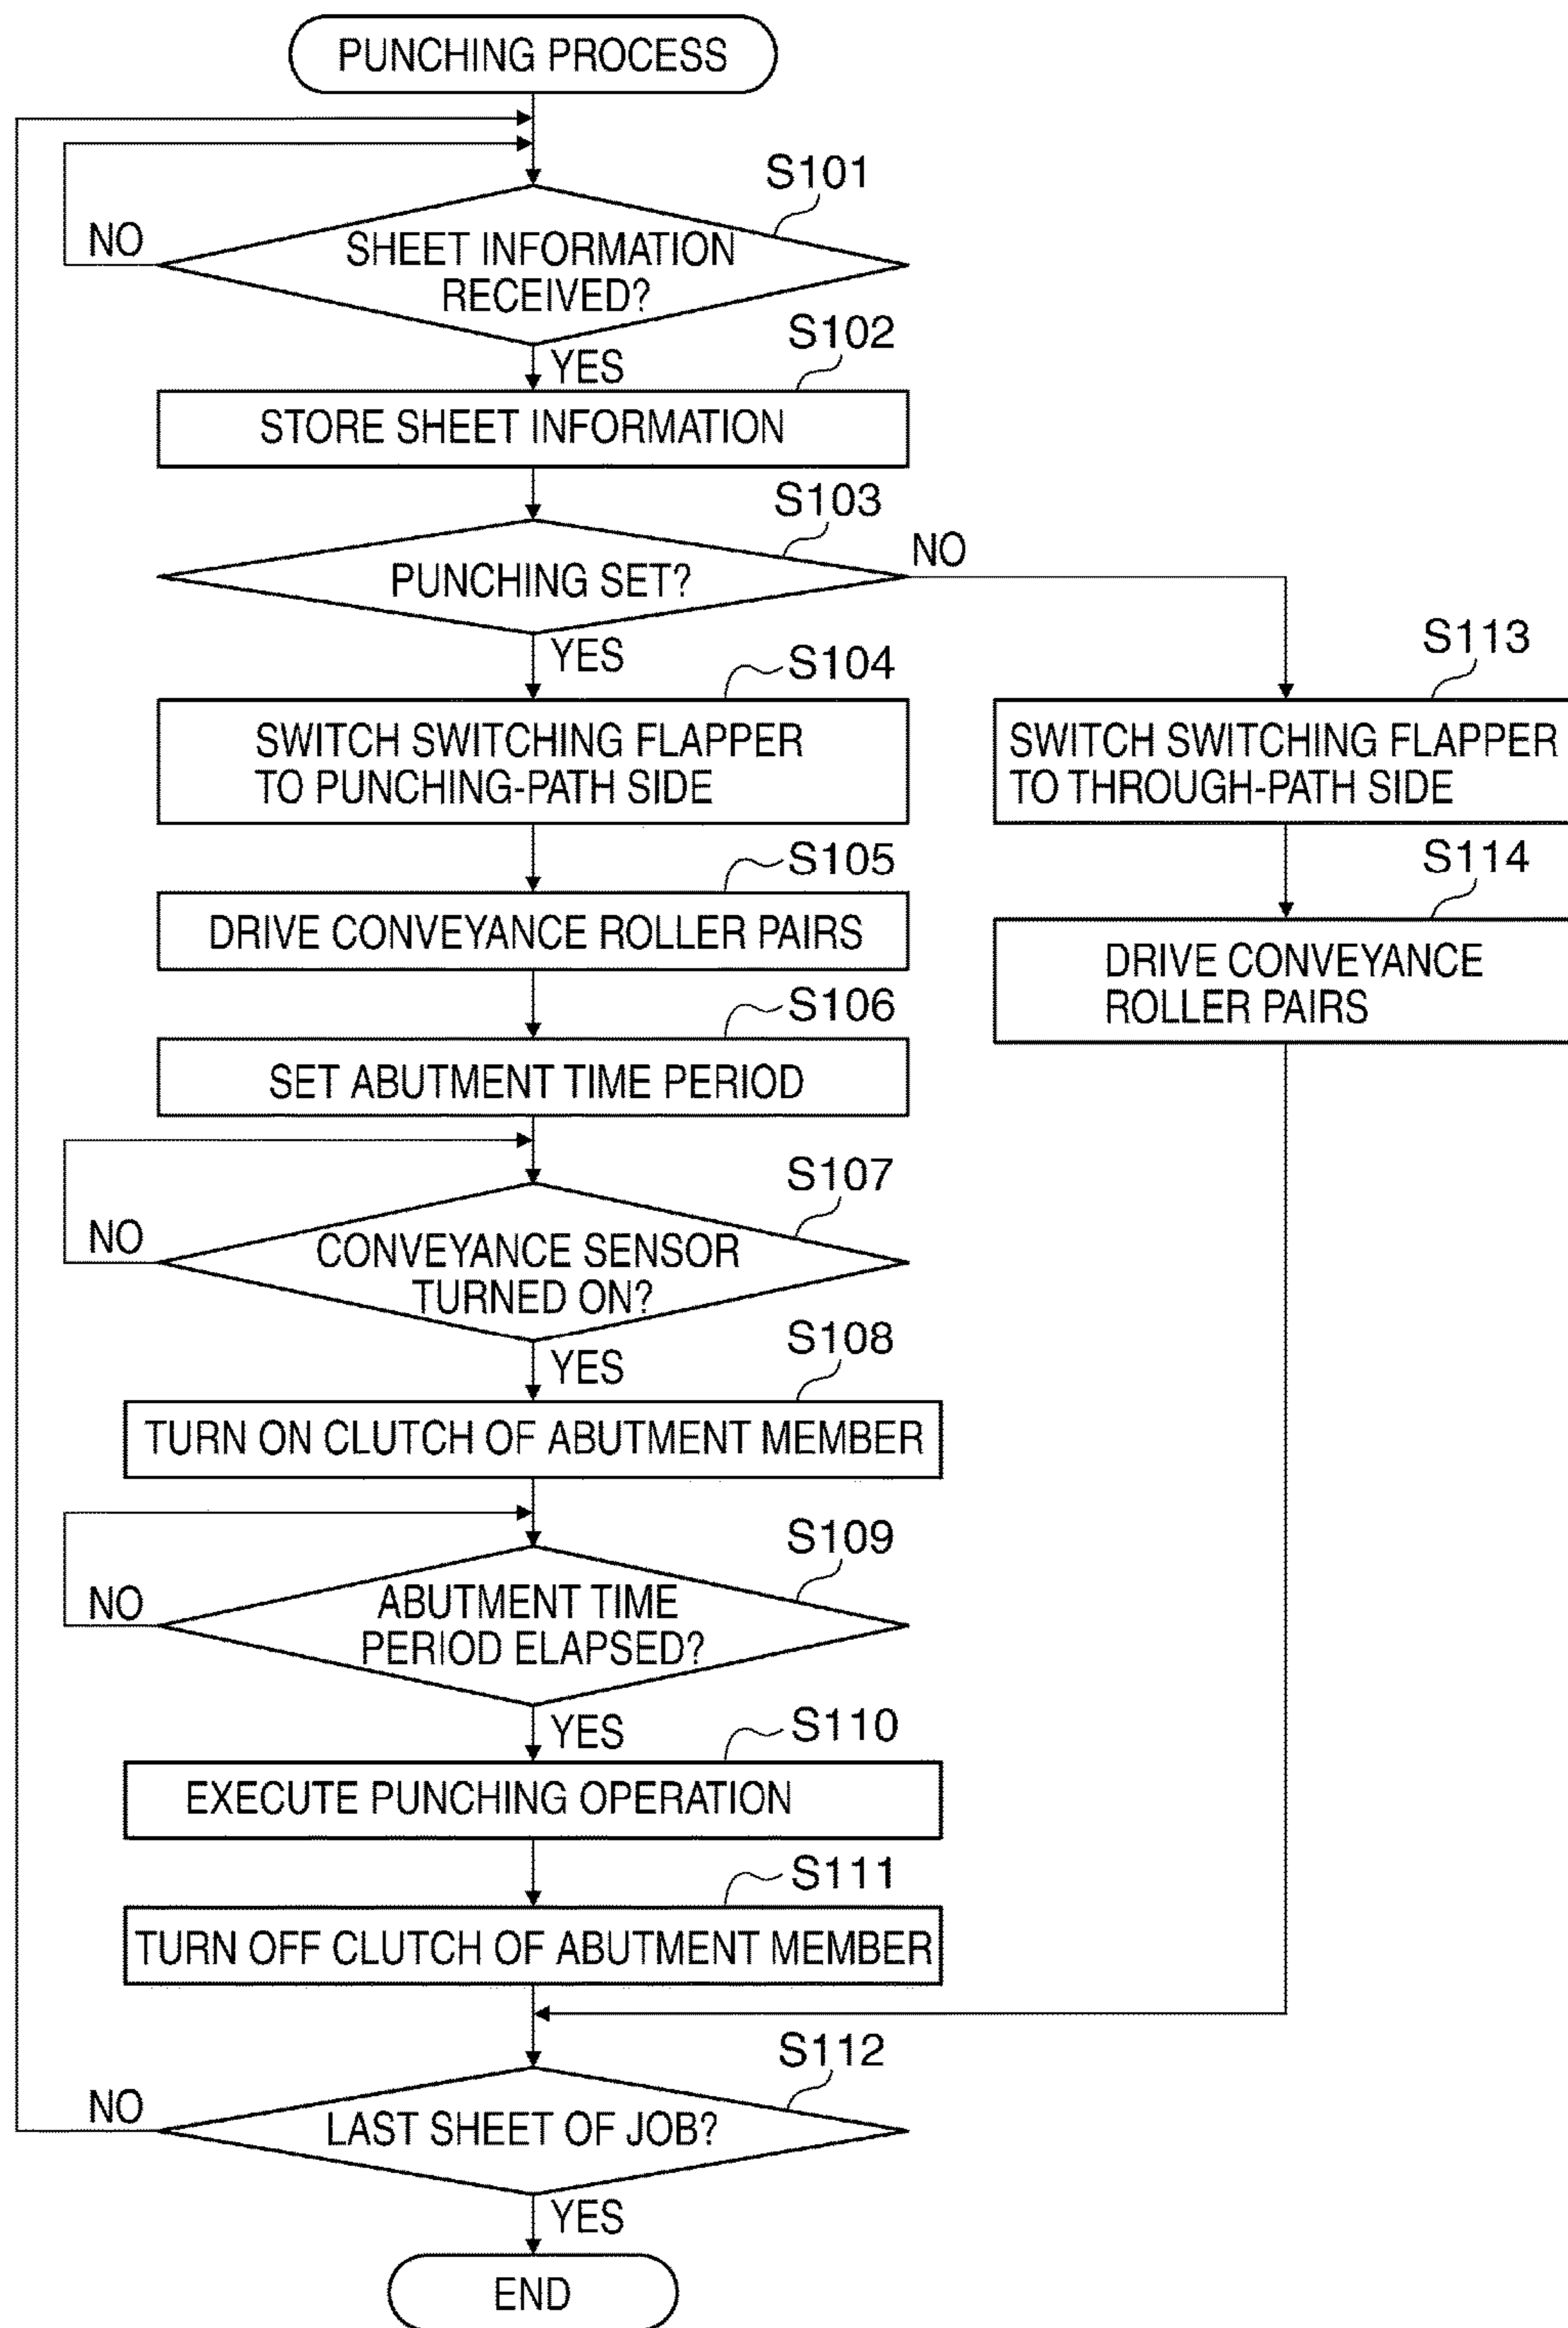 PUNCHING PROCESS
S101
NO
SHEET INFORMATION
RECEIVED?
S102
YES
STORE SHEET INFORMATION
S103
NO
PUNCHING SET?
YES
S104
S113
SWITCH SWITCHING FLAPPER
TO PUNCHING-PATH SIDE
SWITCH SWITCHING FLAPPER
TO THROUGH-PATH SIDE
S105
S114
DRIVE CONVEYANCE ROLLER PAIRS
DRIVE CONVEYANCE
ROLLER PAIRS
S106
SET ABUTMENT TIME PERIOD
S107
NO
CONVEYANCE SENSOR
TURNED ON?
S108
YES
TURN ON CLUTCH OF ABUTMENT MEMBER
S109
NO
ABUTMENT TIME
PERIOD ELAPSED?
YES
S110
EXECUTE PUNCHING OPERATION
S111
TURN OFF CLUTCH OF ABUTMENT MEMBER
S112
NO
LAST SHEET OF JOB?
YES
END